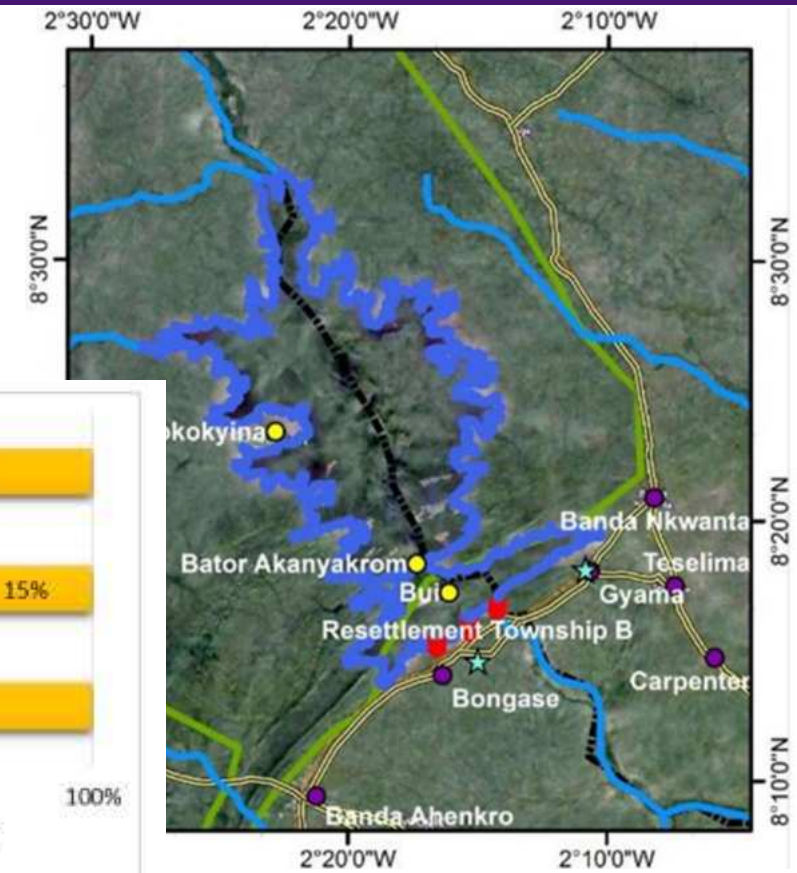 2°30'0"W 2°20'0"W 2°10'0"W
8°30'0"N
8°30'0"N
okokyina
8°20'0"N
Banda Nkwanta
Bator Akanyakrom
Teselima
15%
Bui
Gyama
Resettlement Township B
Carpenter
Bongase
100%
8°10'0"N
Banda Ahenkro
2°20'0"W 2°10'0"W